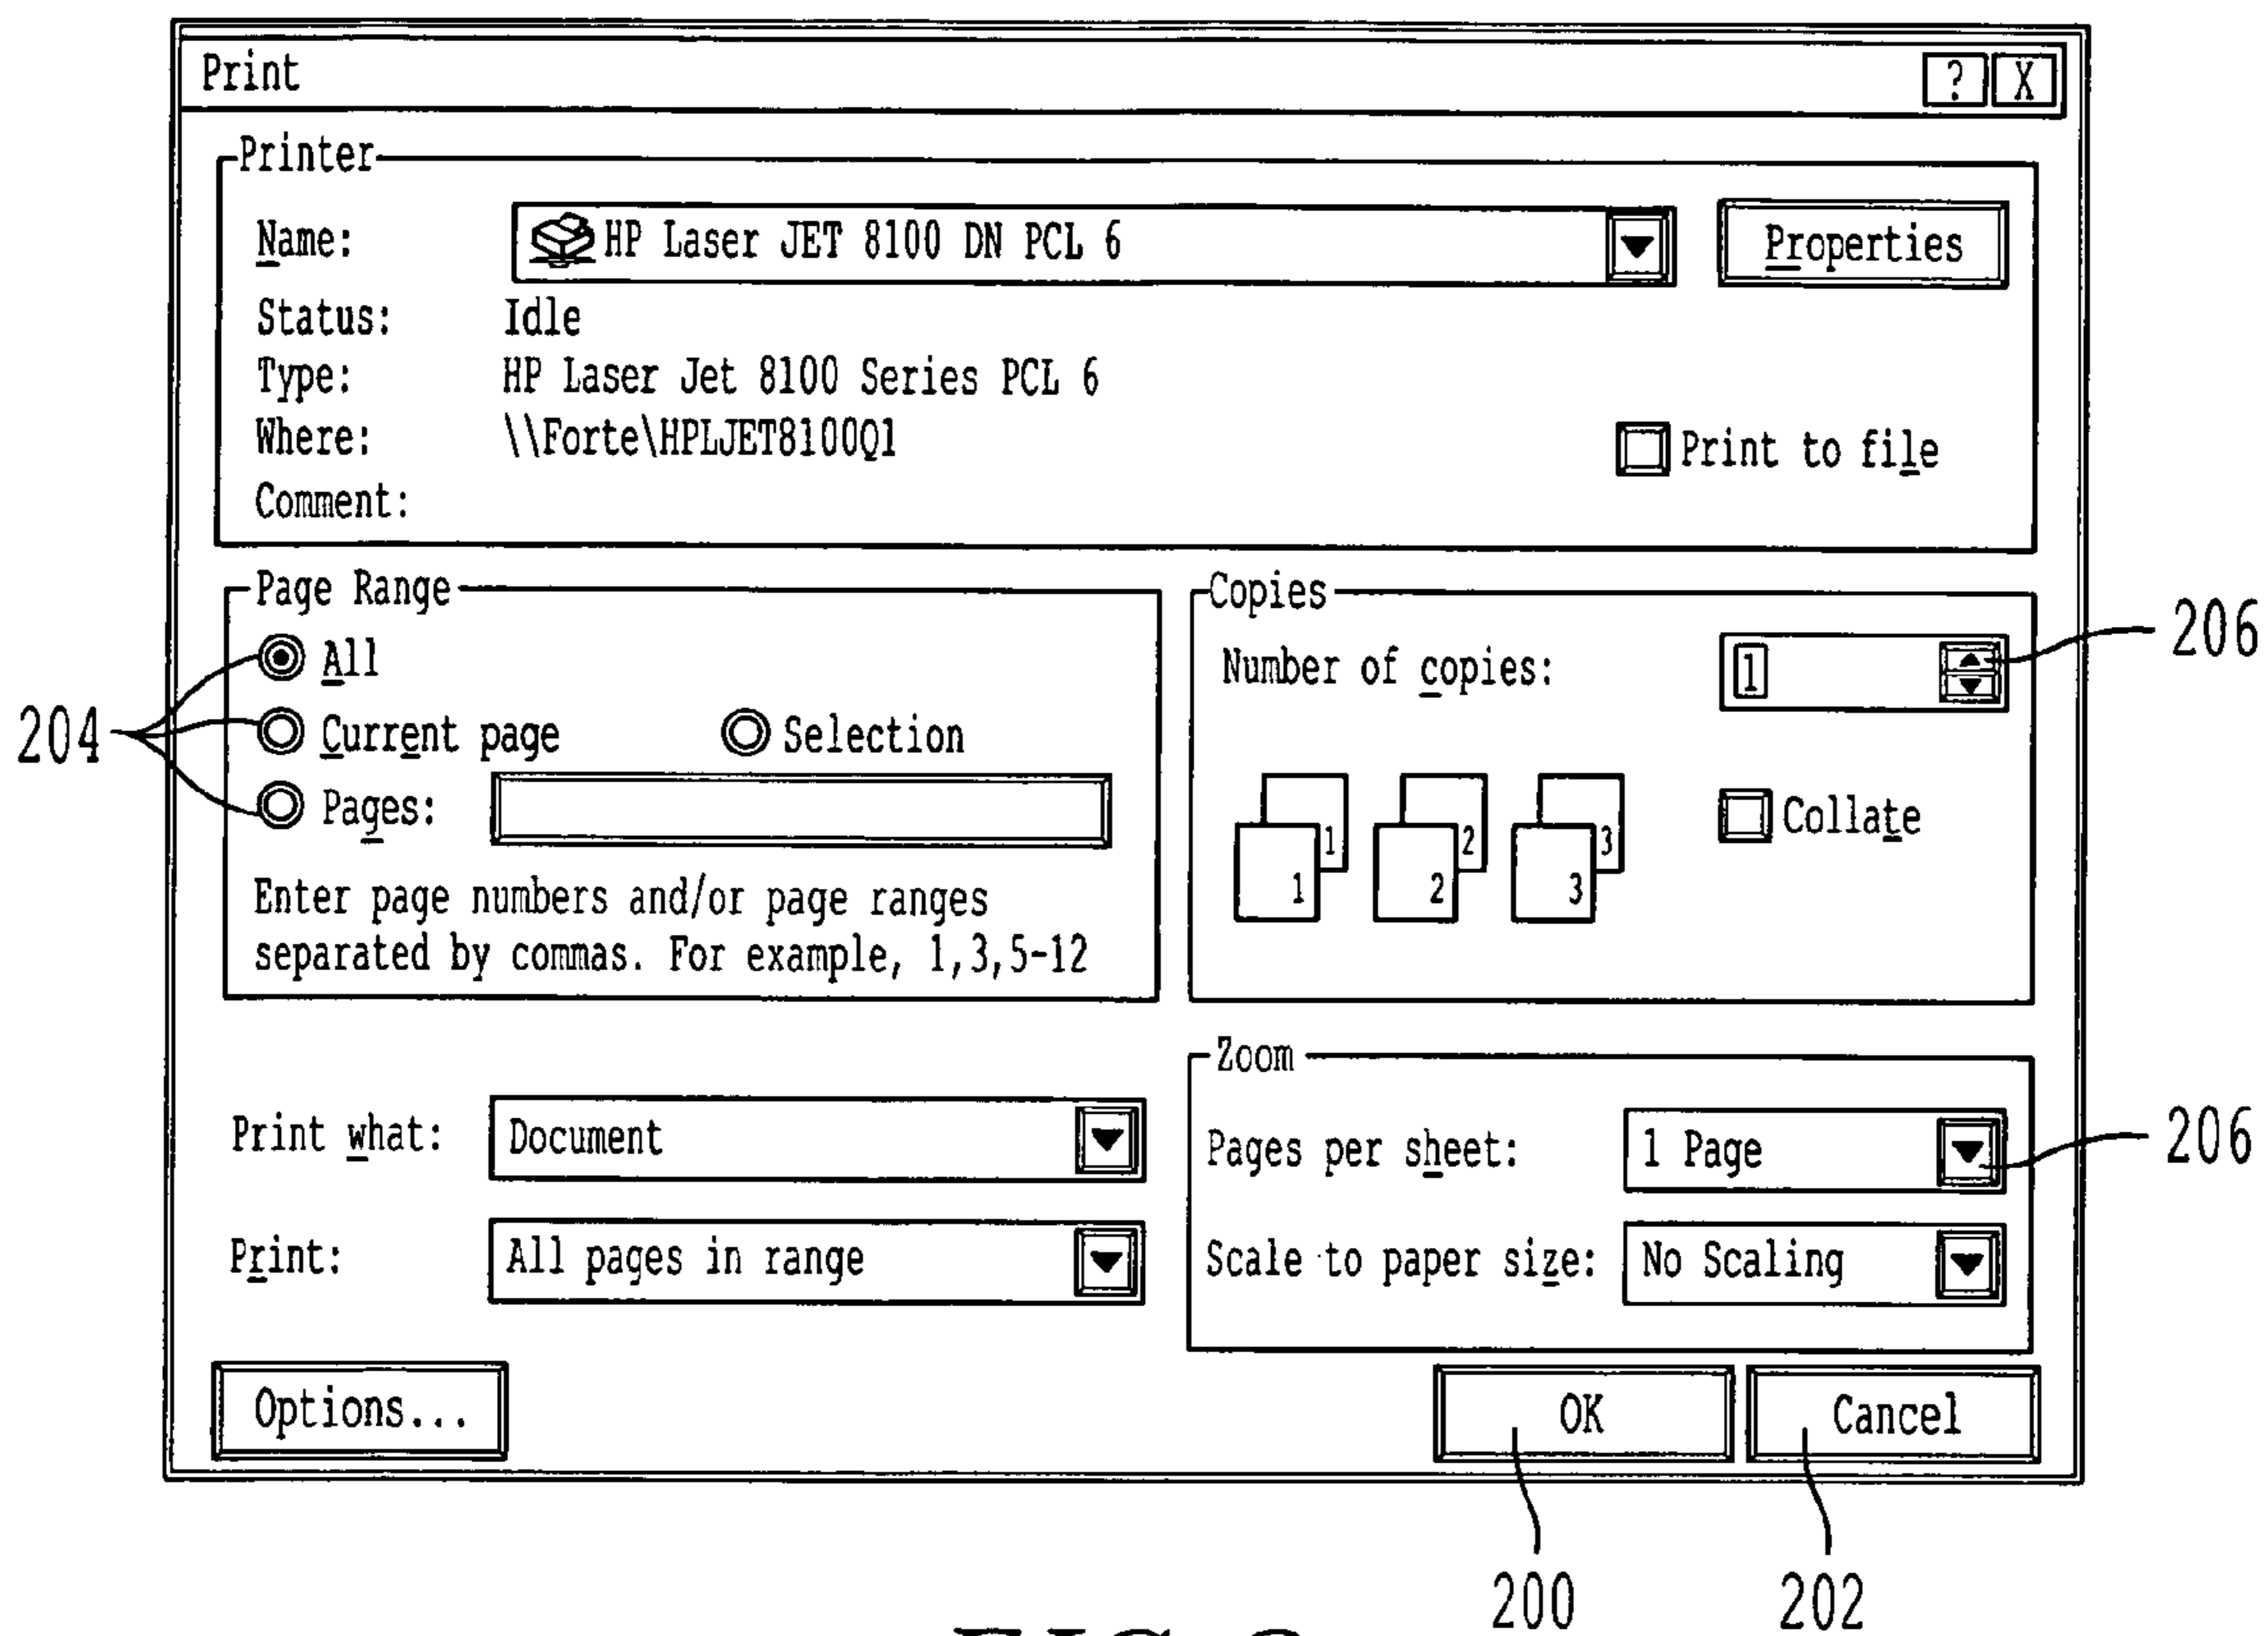 Print ? X
Printer
Name: HP Laser JET 8100 DN PCL 6 Properties
Status: Idle
Type: HP Laser Jet 8100 Series PCL 6
Where: \\Forte\HPLJET8100Q1 Print to file
Comment:
Page Range
All
Current page Selection
Pages:
Enter page numbers and/or page ranges
separated by commas. For example, 1,3,5-12
204
Copies
Number of copies: 1
206
1 2 3
1 2 3
Collate
Print what: Document
Print: All pages in range
Zoom
Pages per sheet: 1 Page
206
Scale to paper size: No Scaling
Options... OK Cancel
200 202